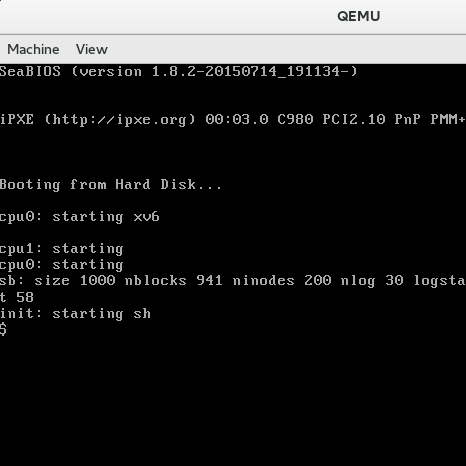 QEMU
Machine View
SeaBIOS (version 1.8.2-20150714_191134-)
iPXE (http://ipxe.org) 00:03.0 C980 PCI2.10 PnP PMM+
Booting from Hard Disk...
cpu0: starting xv6
cpu1: starting
cpu0: starting
sb: size 1000 nblocks 941 ninodes 200 nlog 30 logsta
t 58
init: starting sh
$